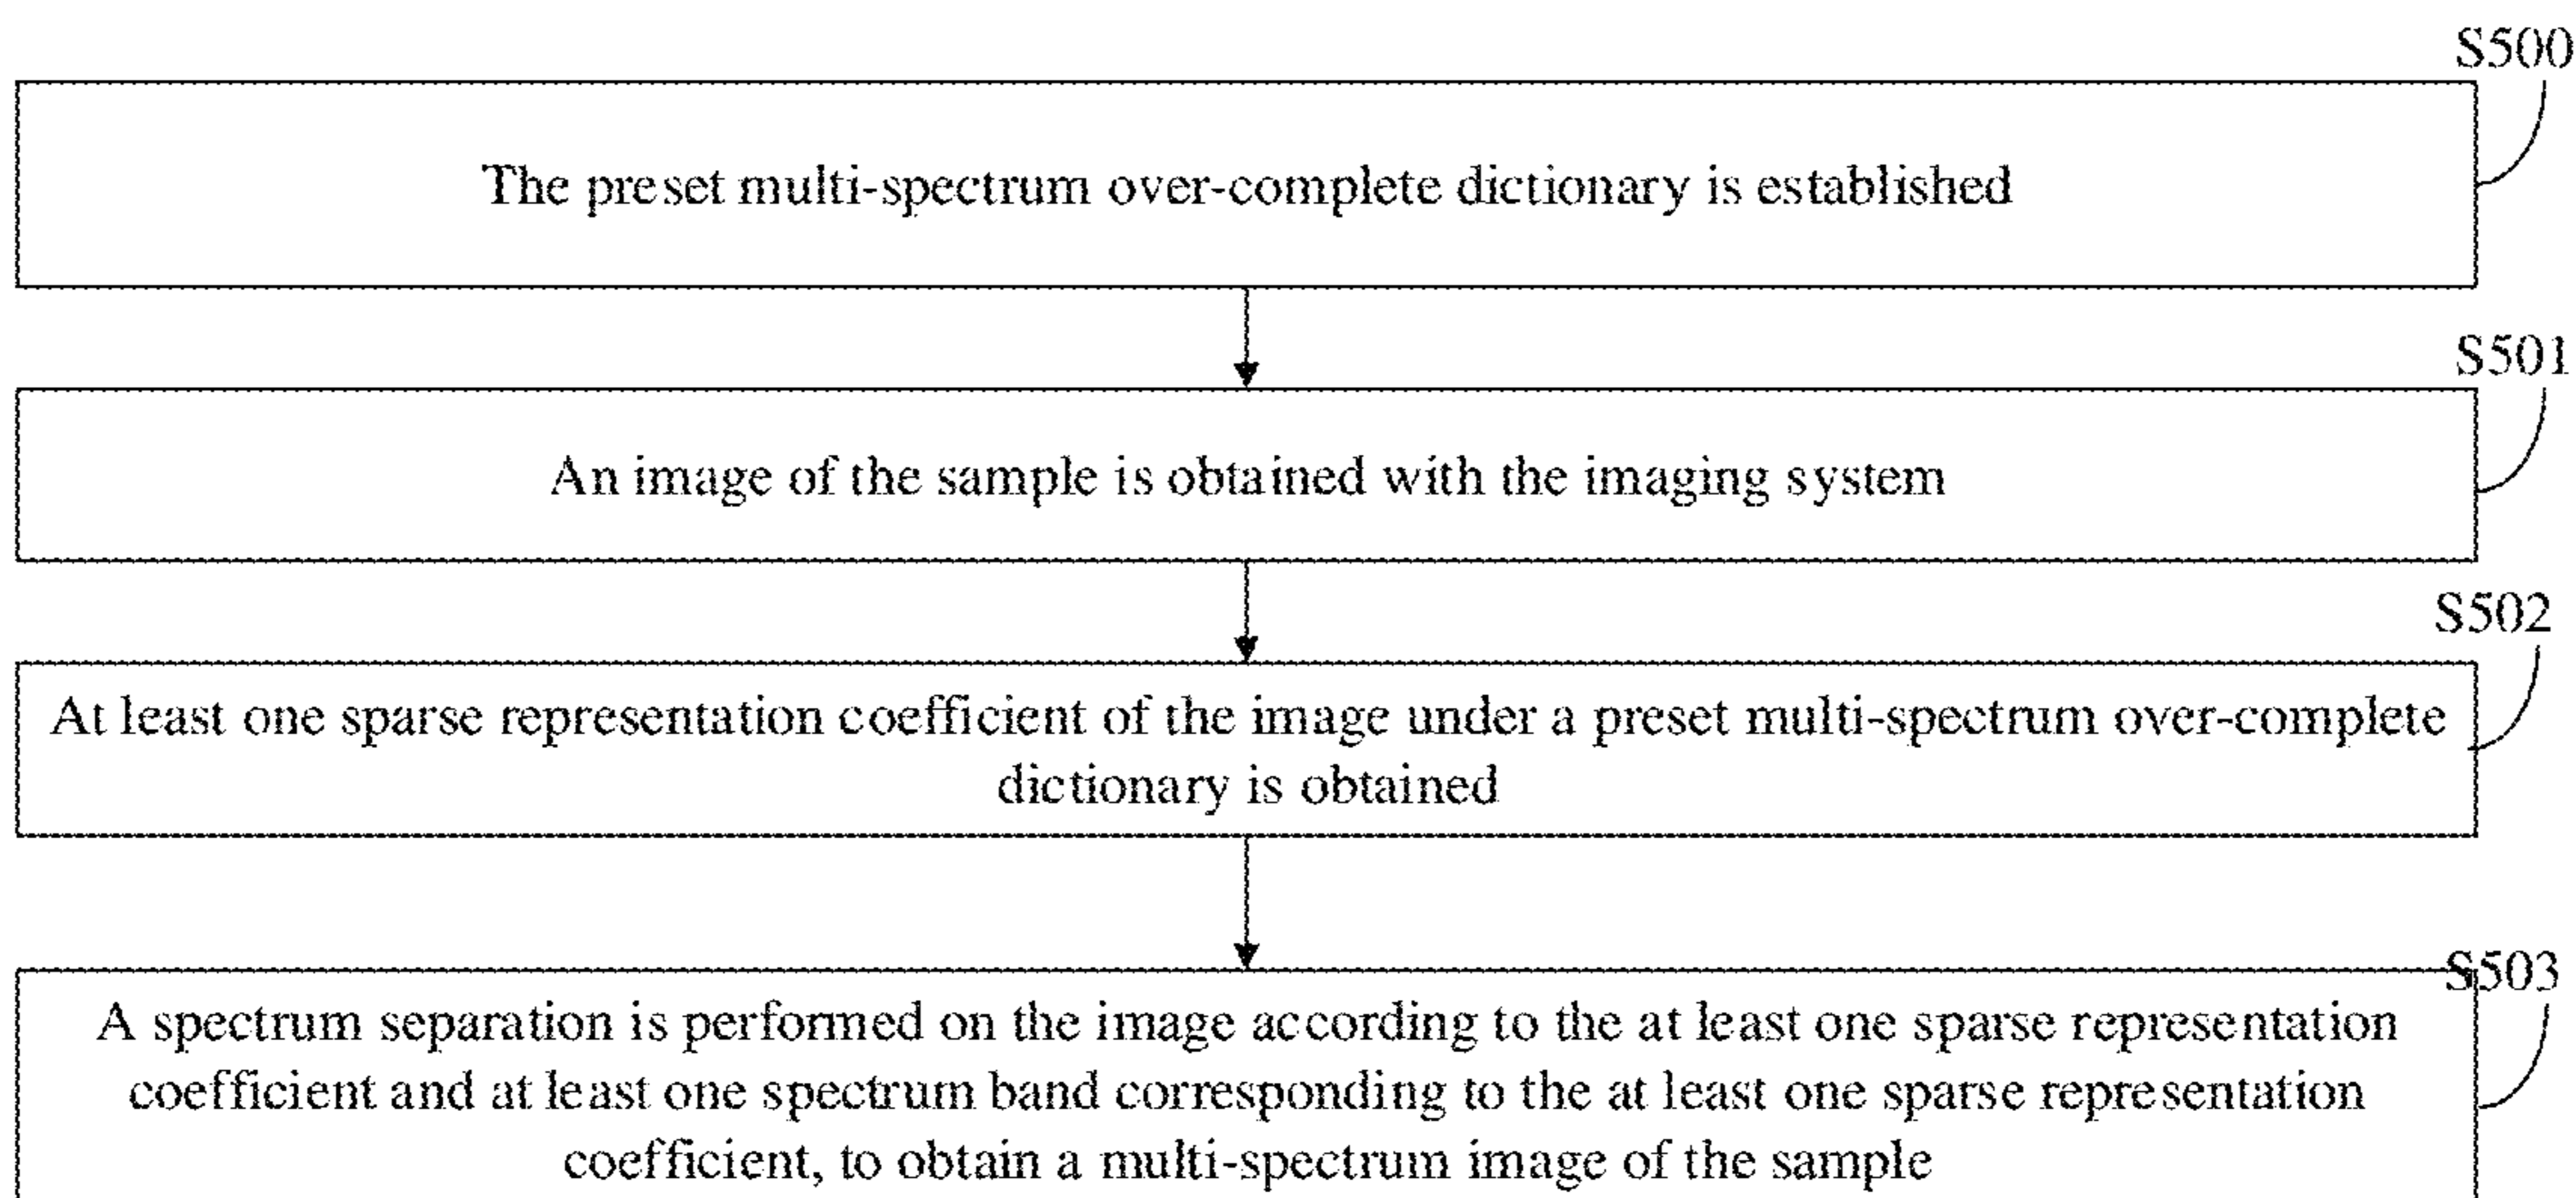 S500
The preset multi-spectrum over-complete dictionary is established
S501
An image of the sample is obtained with the imaging system
S502
At least one sparse representation coefficient of the image under a preset multi-spectrum over-complete
dictionary is obtained
S503
A spectrum separation is performed on the image according to the at least one sparse representation
coefficient and at least one spectrum band corresponding to the at least one sparse representation
coefficient, to obtain a multi-spectrum image of the sample